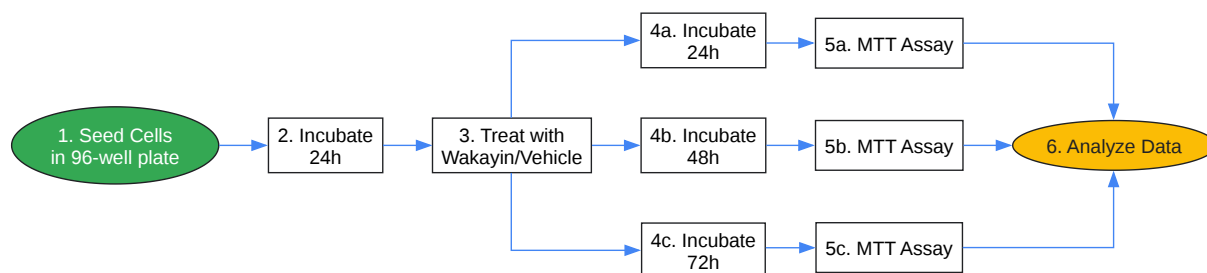 1. Seed Cells
in 96-well plate
2. Incubate
24h
3. Treat with
Wakayin/Vehicle
4a. Incubate
24h
5a. MTT Assay
4b. Incubate
48h
5b. MTT Assay
4c. Incubate
72h
5c. MTT Assay
6. Analyze Data